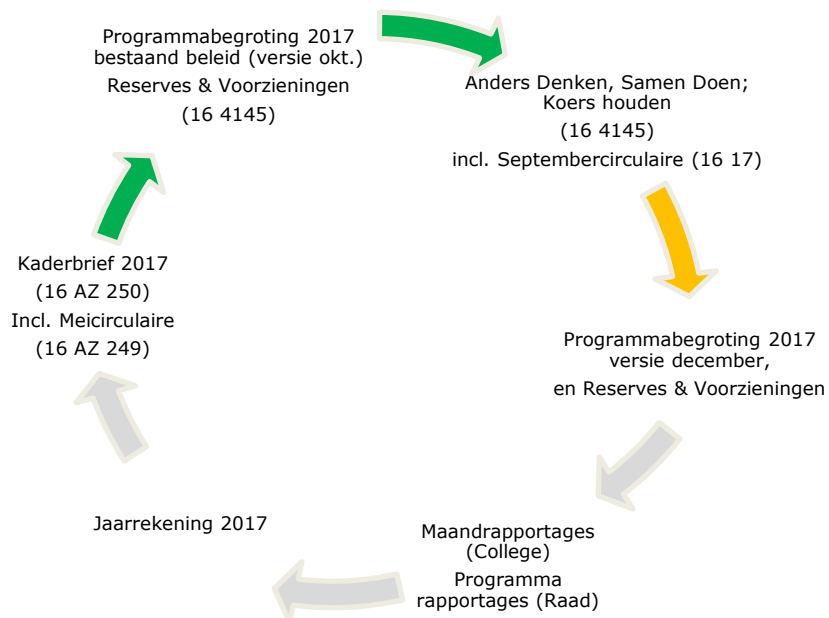 Programmabegroting 2017
bestaand beleid (versie okt.)
Reserves & Voorzieningen
(16 4145)
Anders Denken, Samen Doen;
Koers houden
(16 4145)
incl. Septembercirculaire (16 17)
Programmabegroting 2017
versie december,
en Reserves & Voorzieningen
Maandrapportages
(College)
Programma
rapportages (Raad)
Jaarrekening 2017
Kaderbrief 2017
(16 AZ 250)
Incl. Meicirculaire
(16 AZ 249)